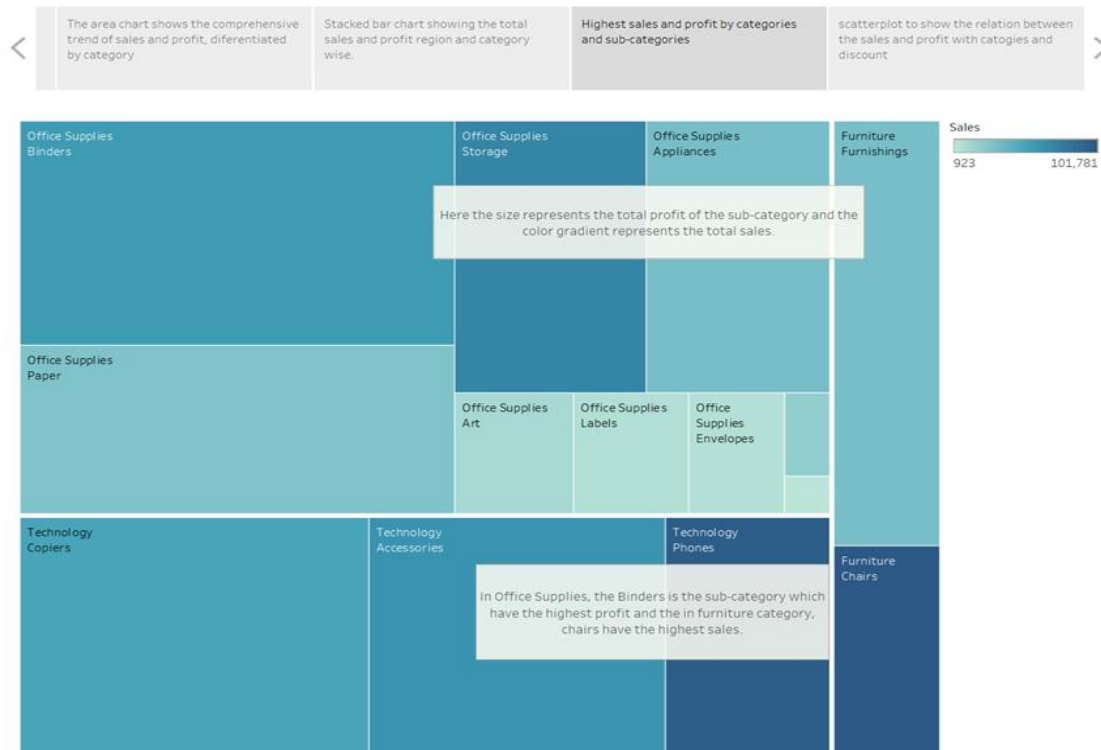 The area chart shows the comprehensive
trend of sales and profit, diferentiated
by category
Stacked bar chart showing the total
sales and profit region and category
wise.
Highest sales and profit by categories
and sub-categories
scatterplot to show the relation between
the sales and profit with catogies and
discount
Office Supplies
Binders
Office Supplies
Storage
Office Supplies
Appliances
Furniture
Furnishings
Sales
923
101,781
Here the size represents the total profit of the sub-category and the
color gradient represents the total sales.
Office Supplies
Paper
Office Supplies
Art
Office Supplies
Labels
Office
Supplies
Envelopes
Technology
Copiers
Technology
Accessories
Technology
Phones
Furniture
Chairs
In Office Supplies, the Binders is the sub-category which
have the highest profit and the in furniture category,
chairs have the highest sales.